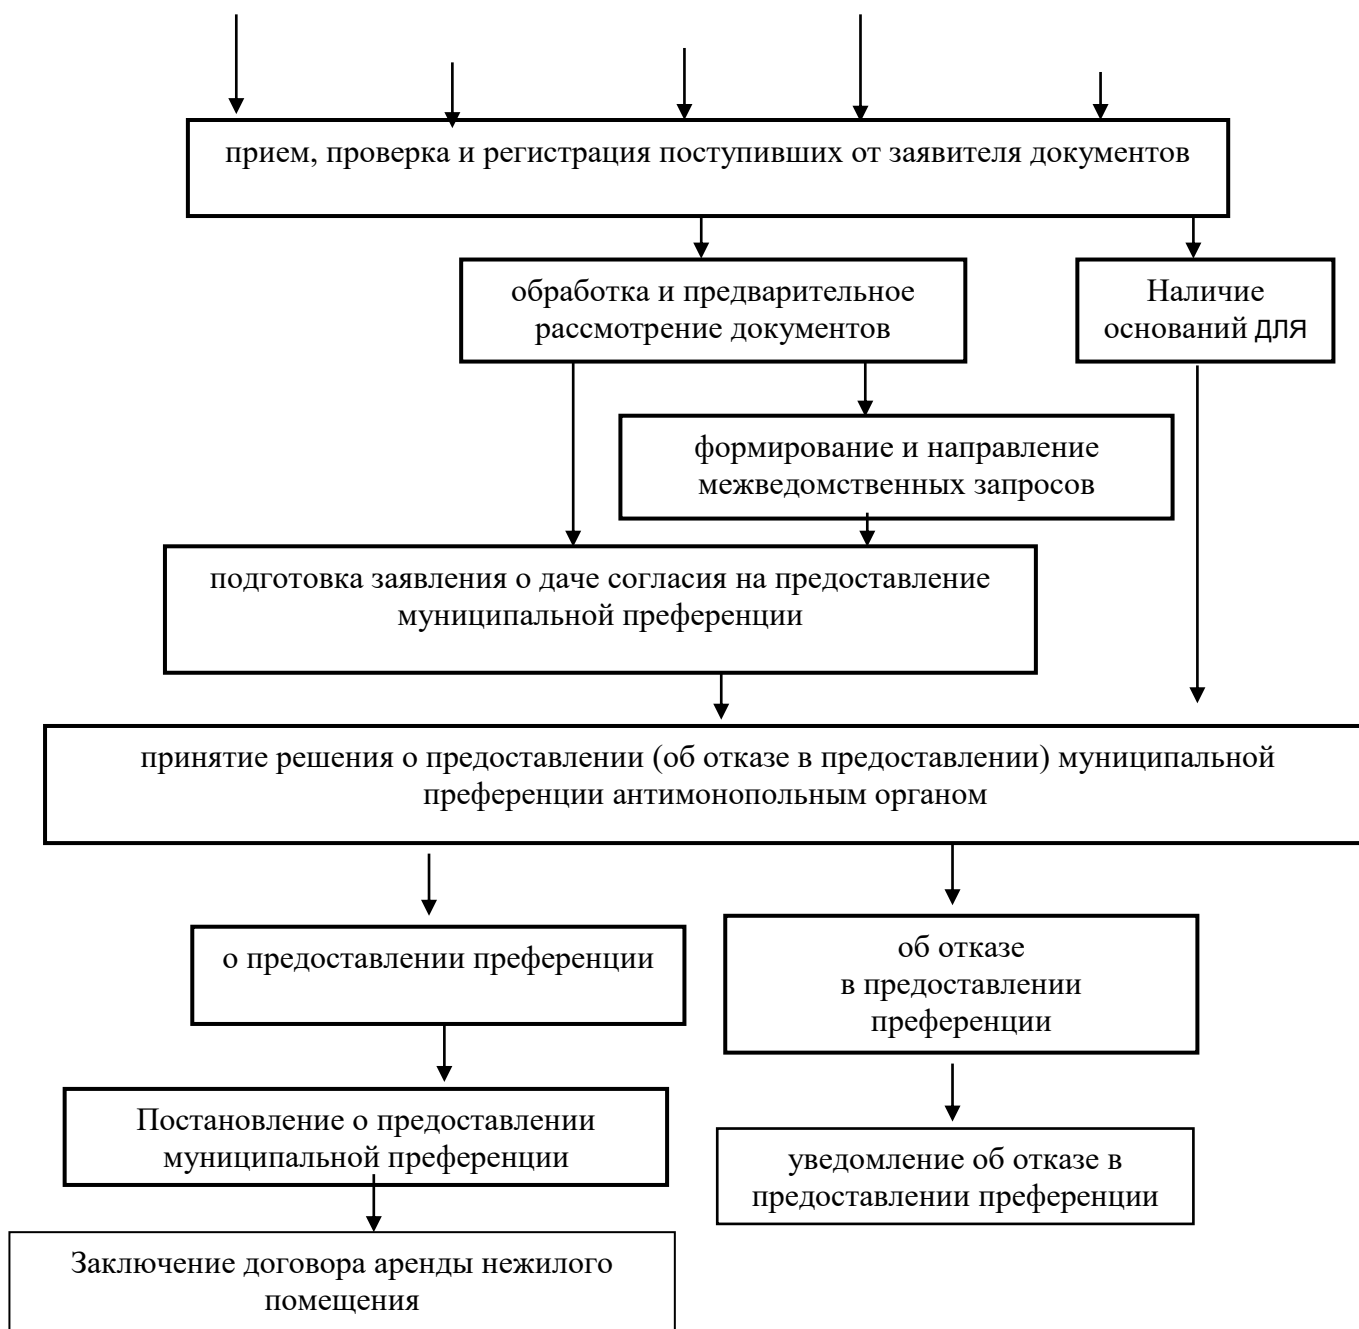 прием, проверка и регистрация поступивших от заявителя документов
обработка и предварительное
рассмотрение документов
Наличие
оснований для
формирование и направление
межведомственных запросов
подготовка заявления о даче согласия на предоставление
муниципальной преференции
принятие решения о предоставлении (об отказе в предоставлении) муниципальной
преференции антимонопольным органом
о предоставлении преференции
об отказе
в предоставлении
преференции
Постановление о предоставлении
муниципальной преференции
уведомление об отказе в
предоставлении преференции
Заключение договора аренды нежилого
помещения